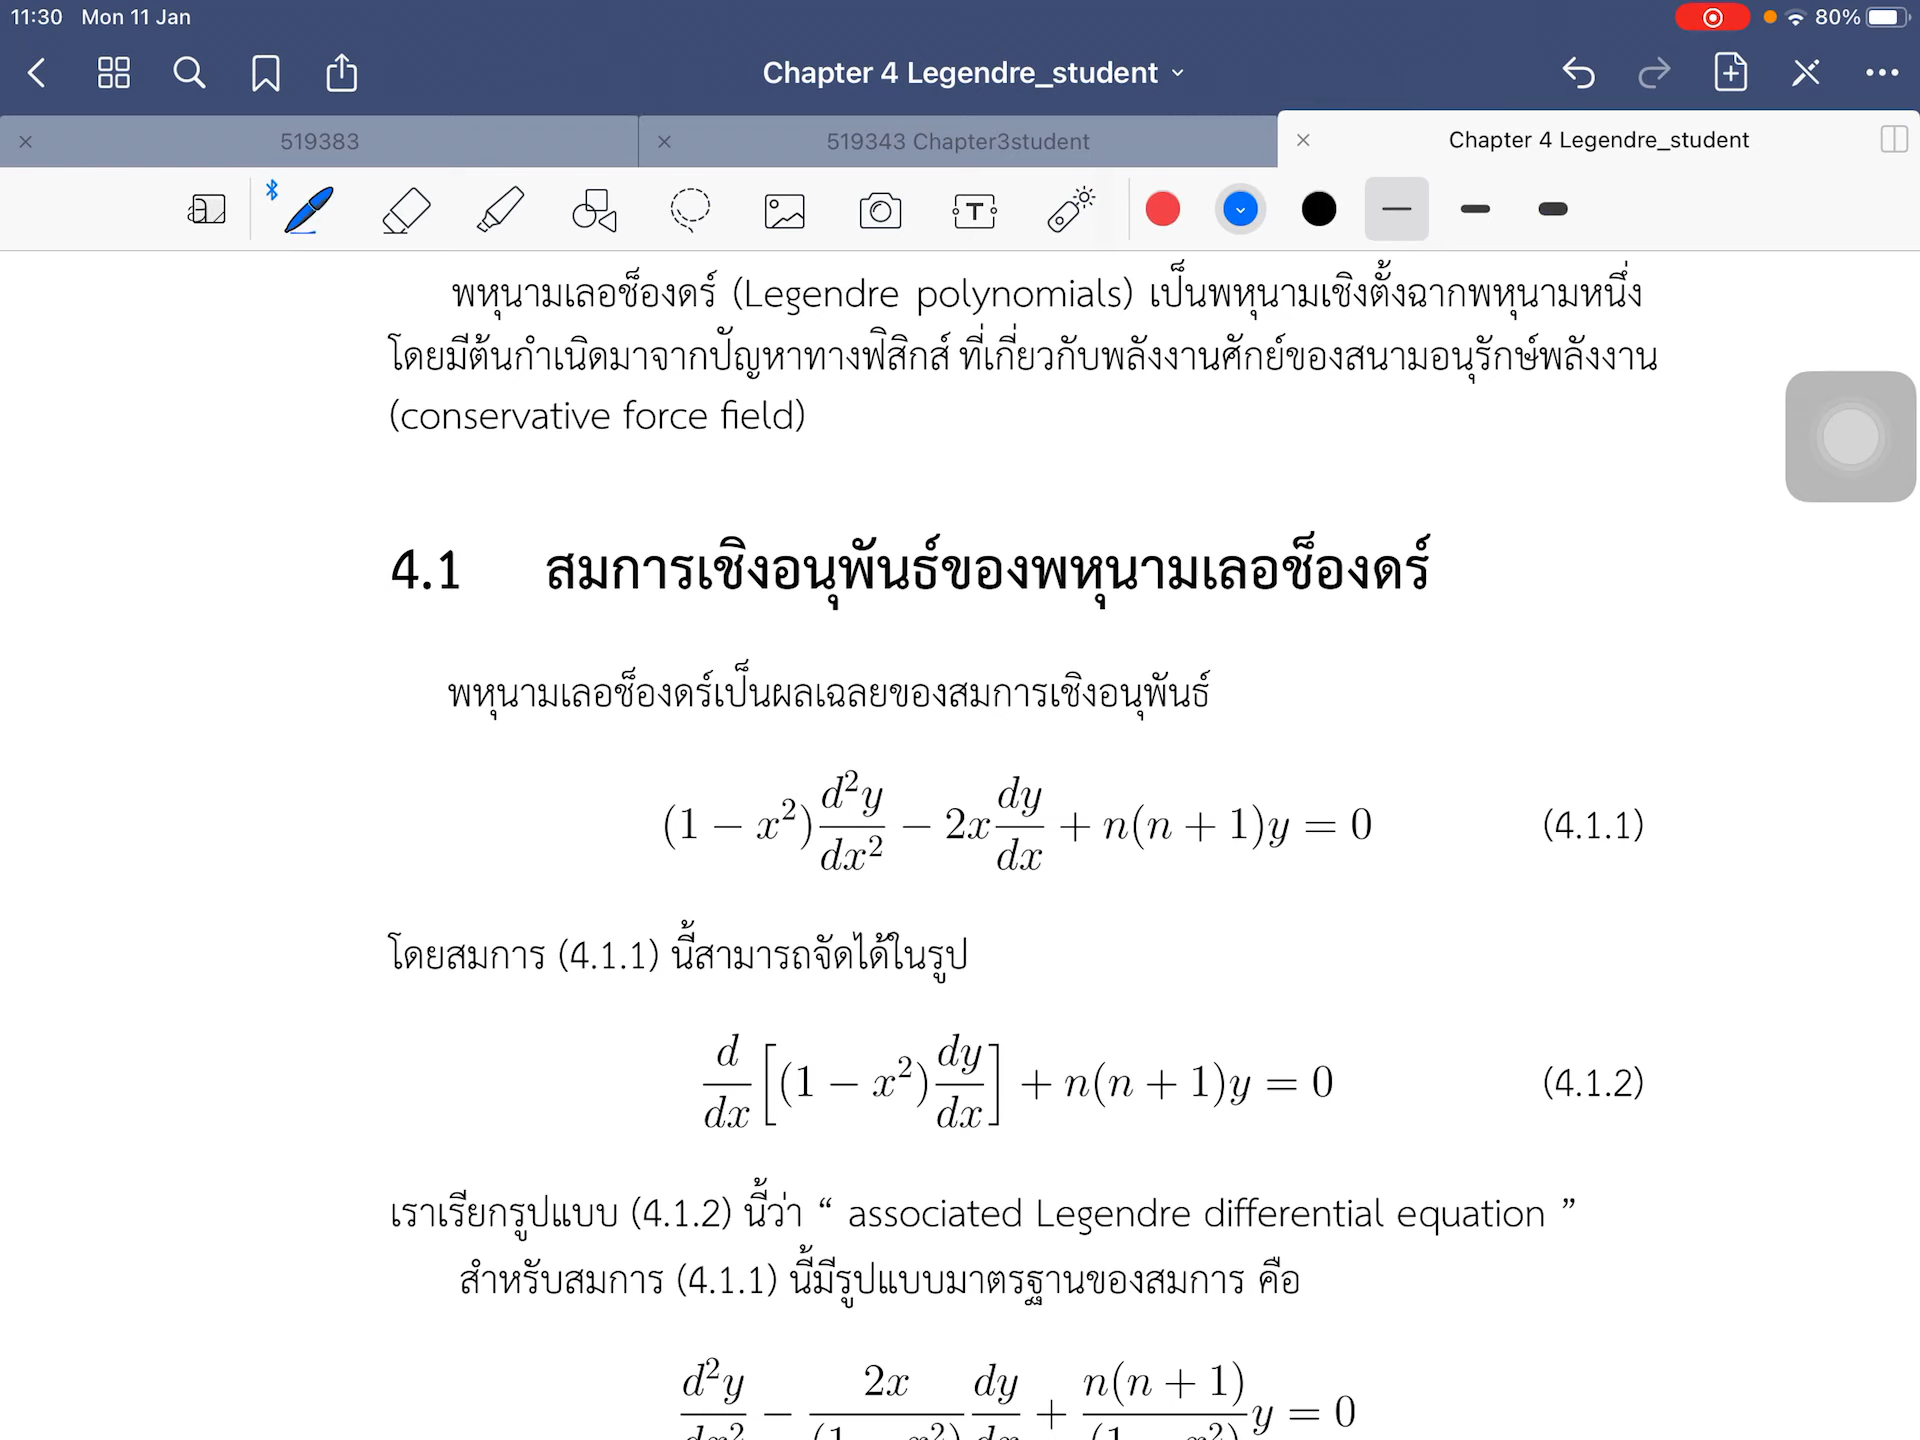 11:30 Mon 11 Jan
80%
Chapter 4 Legendre_student
519383
519343 Chapter3student
Chapter 4 Legendre_student
พหุนามเลอช็องดร์ (Legendre polynomials) เป็นพหุนามเชิงตั้งฉากพหุนามหนึ่ง
โดยมีต้นกำเนิดมาจากปัญหาทางฟิสิกส์ ที่เกี่ยวกับพลังงานศักย์ของสนามอนุรักษ์พลังงาน
(conservative force field)
4.1 สมการเชิงอนุพันธ์ของพหุนามเลอช็องดร์
พหุนามเลอช็องดร์เป็นผลเฉลยของสมการเชิงอนุพันธ์
(1 − x²) d²y/dx² − 2x dy/dx + n(n + 1)y = 0 (4.1.1)
โดยสมการ (4.1.1) นี้สามารถจัดได้ในรูป
d/dx [(1 − x²) dy/dx] + n(n + 1)y = 0 (4.1.2)
เราเรียกรูปแบบ (4.1.2) นี้ว่า “ associated Legendre differential equation ”
สำหรับสมการ (4.1.1) นี้มีรูปแบบมาตรฐานของสมการ คือ
d²y/dx² − 2x/(1 − x²) dy/dx + n(n + 1)/(1 − x²) y = 0